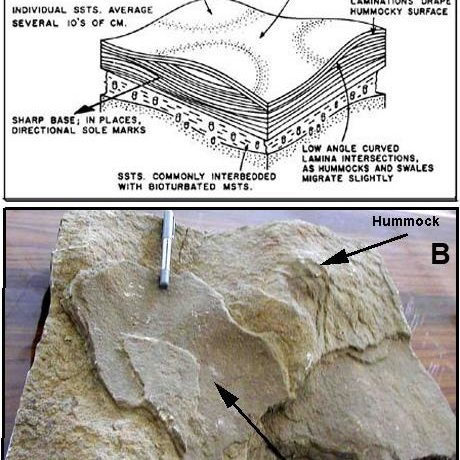 INDIVIDUAL SSTS. AVERAGE
SEVERAL 10'S OF CM.
LAMINATIONS DRAPE
HUMMOCKY SURFACE
SHARP BASE; IN PLACES,
DIRECTIONAL SOLE MARKS
LOW ANGLE CURVED
LAMINA INTERSECTIONS,
AS HUMMOCKS AND SWALES
MIGRATE SLIGHTLY
SSTS. COMMONLY INTERBEDDED
WITH BIOTURBATED MSTS.
Hummock
B